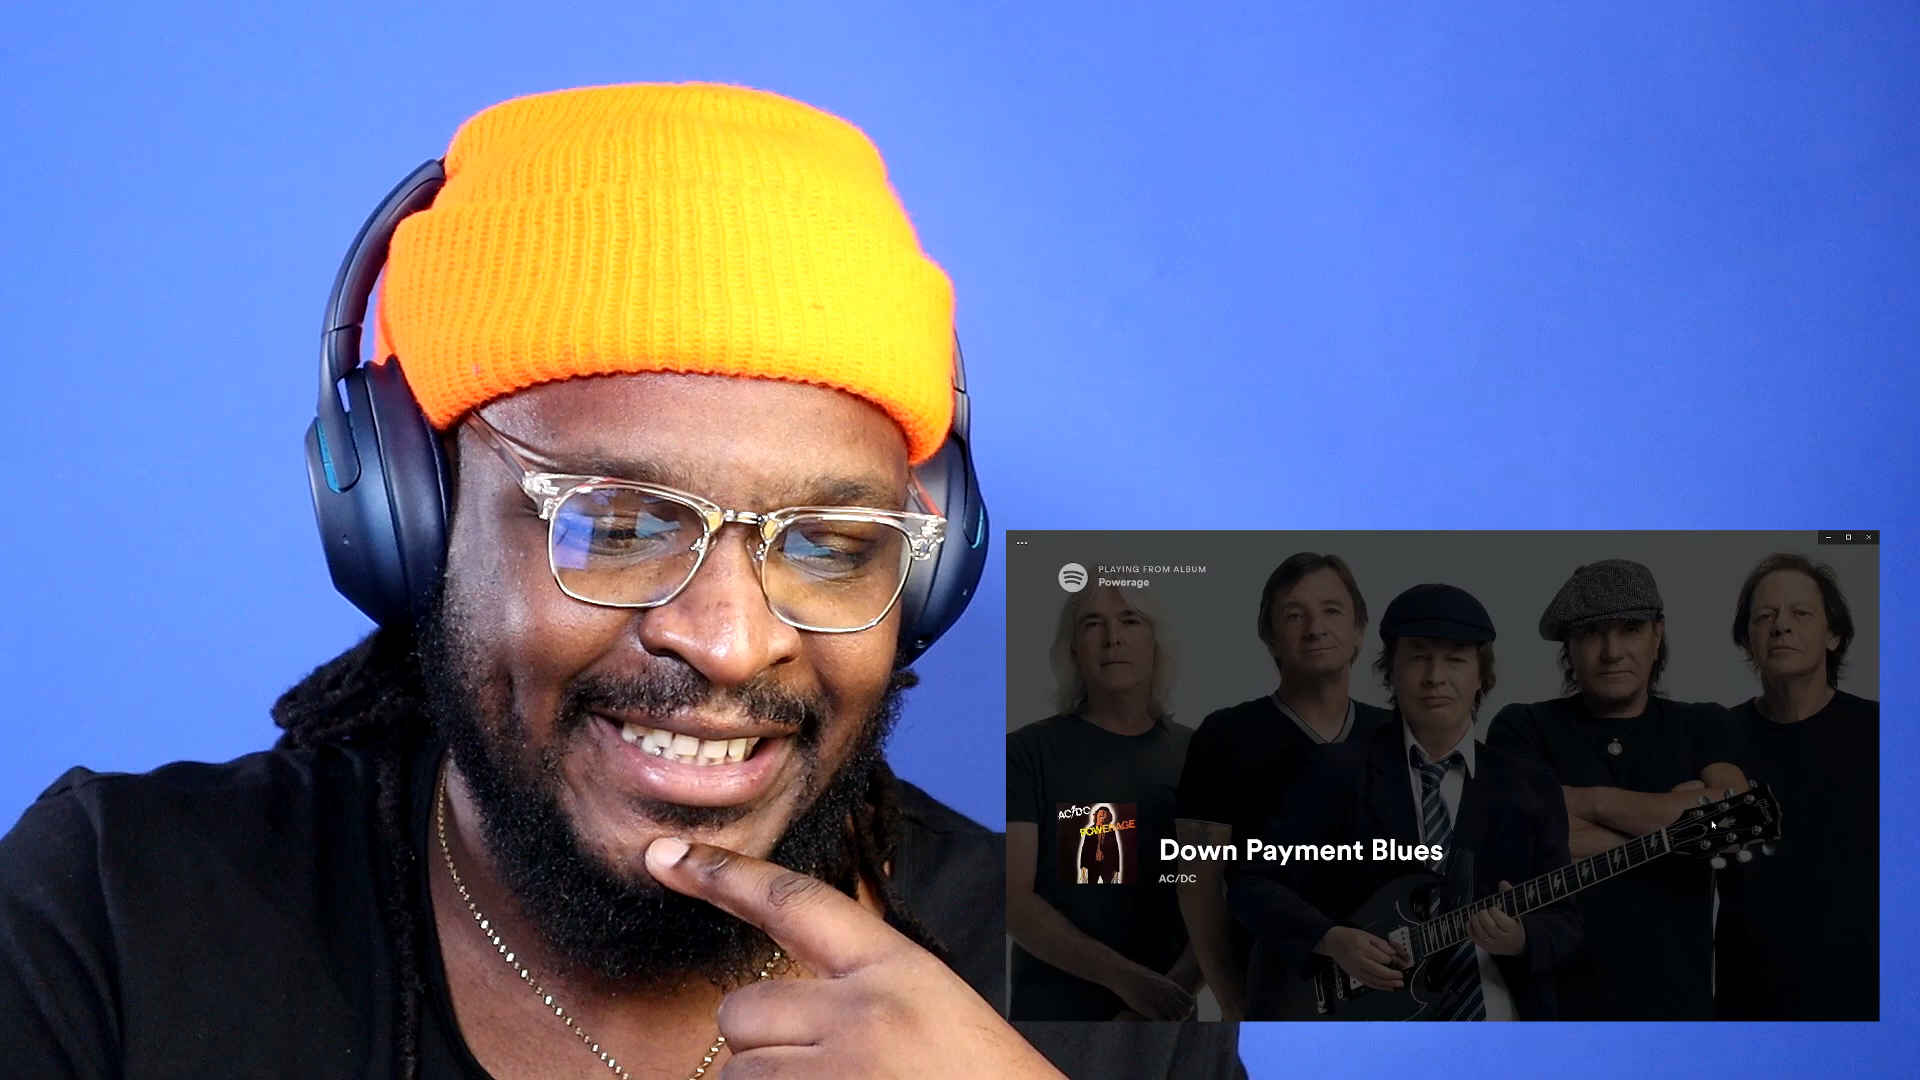 PLAYING FROM ALBUM
Powerage
AC/DC
POWERAGE
Down Payment Blues
AC/DC